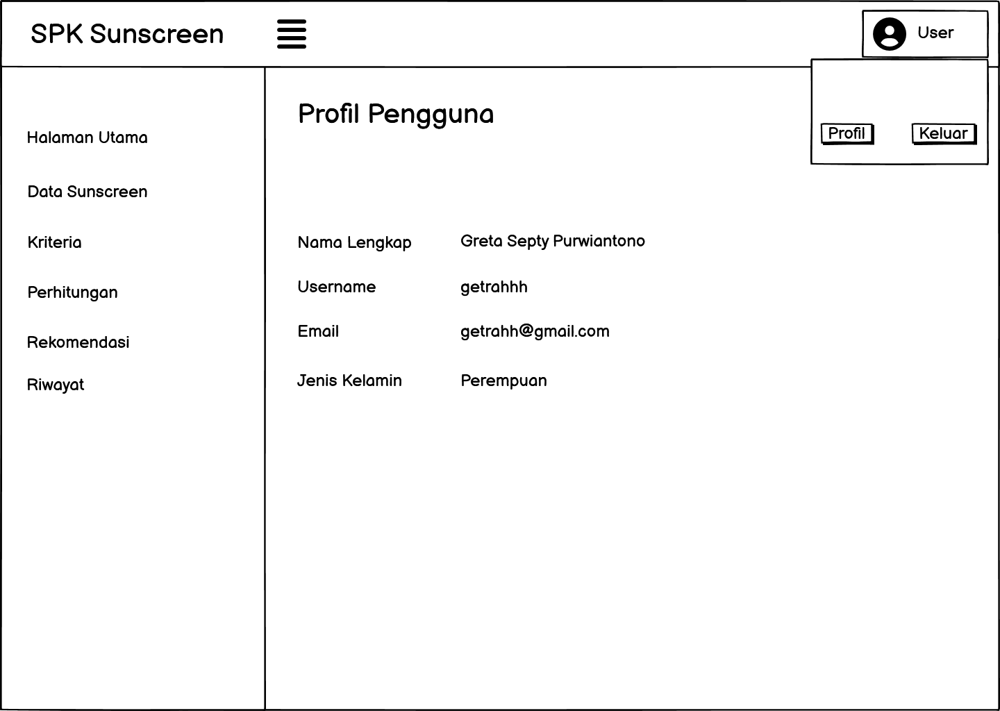 SPK Sunscreen
User
Profil
Keluar
Halaman Utama
Data Sunscreen
Kriteria
Perhitungan
Rekomendasi
Riwayat
Profil Pengguna
Nama Lengkap Greta Septy Purwiantono
Username getrahhh
Email getrahh@gmail.com
Jenis Kelamin Perempuan